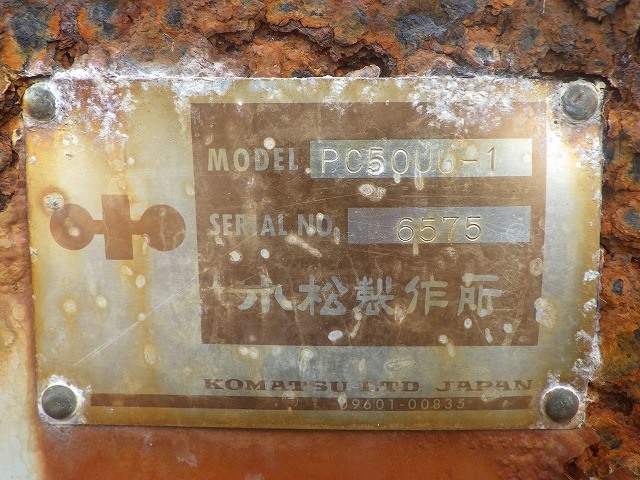 MODEL PC50UU-1
SERIAL NO. 6575
小松製作所
KOMATSU LTD. JAPAN
09601-00835